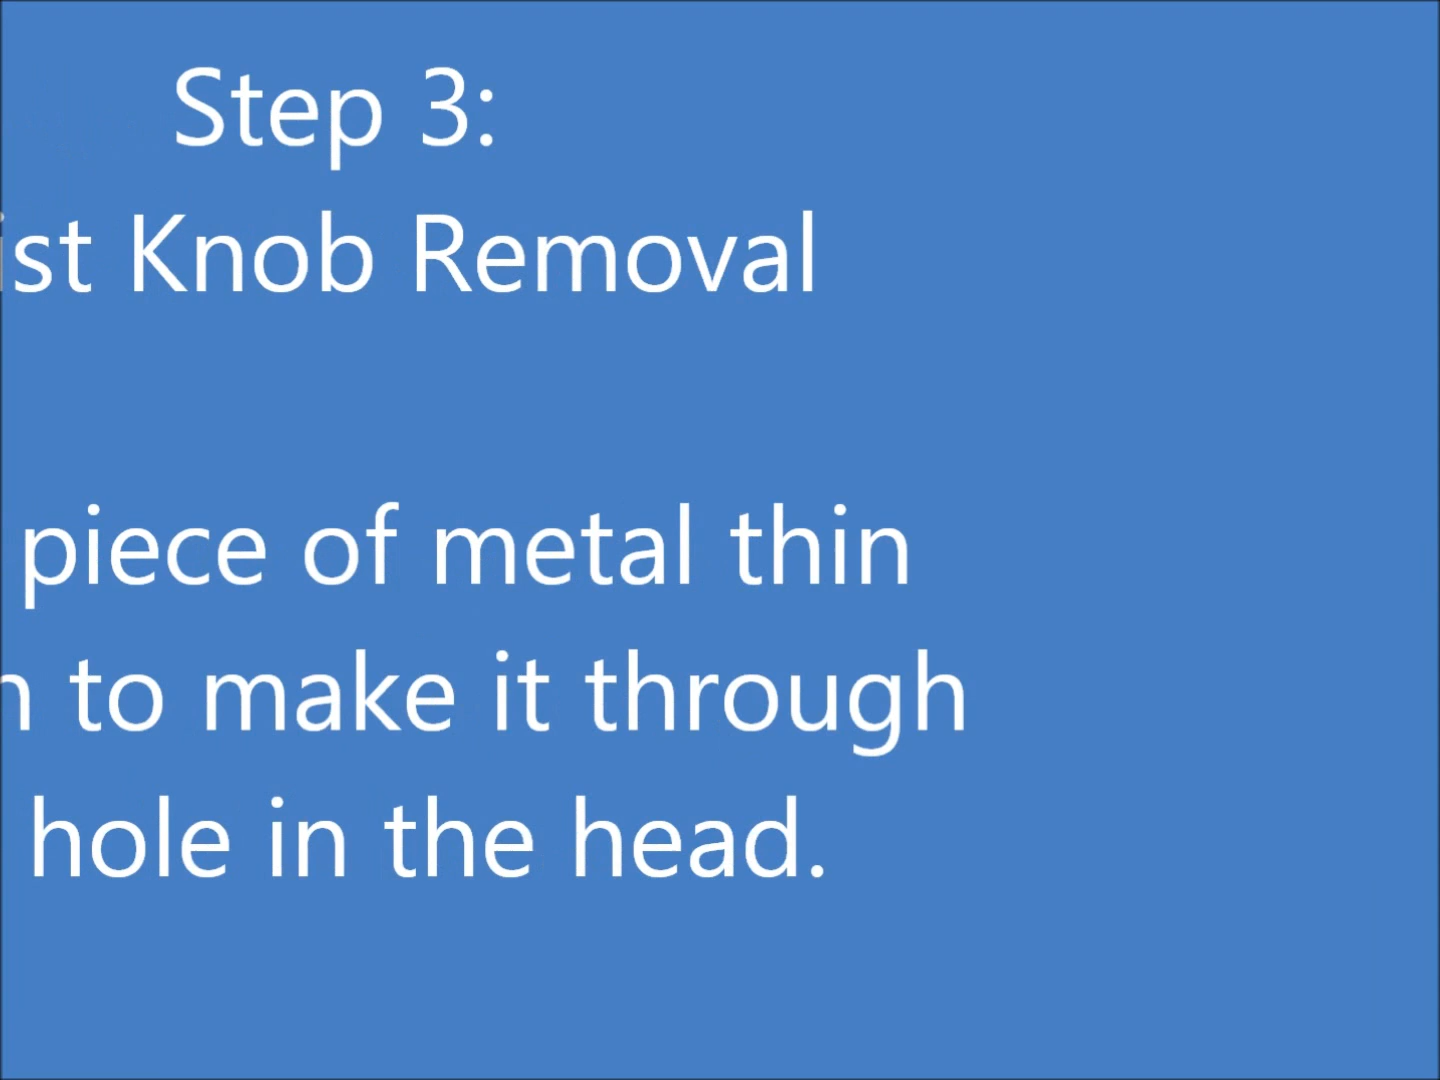 Step 3:
ist Knob Removal
piece of metal thin
n to make it through
hole in the head.